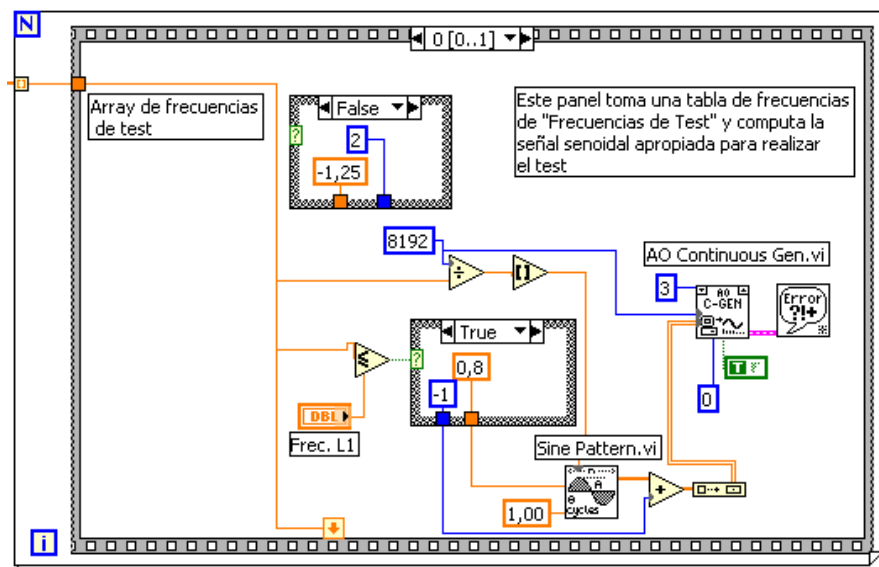 N
0 [0..1]
Array de frecuencias
de test
False
2
-1,25
Este panel toma una tabla de frecuencias
de "Frecuencias de Test" y computa la
señal senoidal apropiada para realizar
el test
8192
÷
[]
AO Continuous Gen.vi
3
AO
C-GEN
Error
?!+
T
0
True
0,8
-1
≤
DBL
Frec. L1
Sine Pattern.vi
n
A
θ
cycles
1,00
+
i